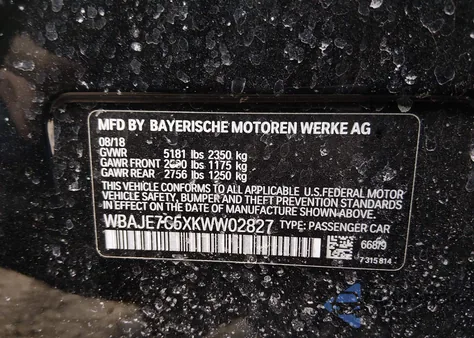 MFD BY BAYERISCHE MOTOREN WERKE AG
08/18
GVWR 5181 lbs 2350 kg
GAWR FRONT 2690 lbs 1175 kg
GAWR REAR 2756 lbs 1250 kg
THIS VEHICLE CONFORMS TO ALL APPLICABLE U.S.FEDERAL MOTOR
VEHICLE SAFETY, BUMPER AND THEFT PREVENTION STANDARDS
IN EFFECT ON THE DATE OF MANUFACTURE SHOWN ABOVE.
WBAJE7C5XKWW02827 TYPE: PASSENGER CAR
66879
7 315 814